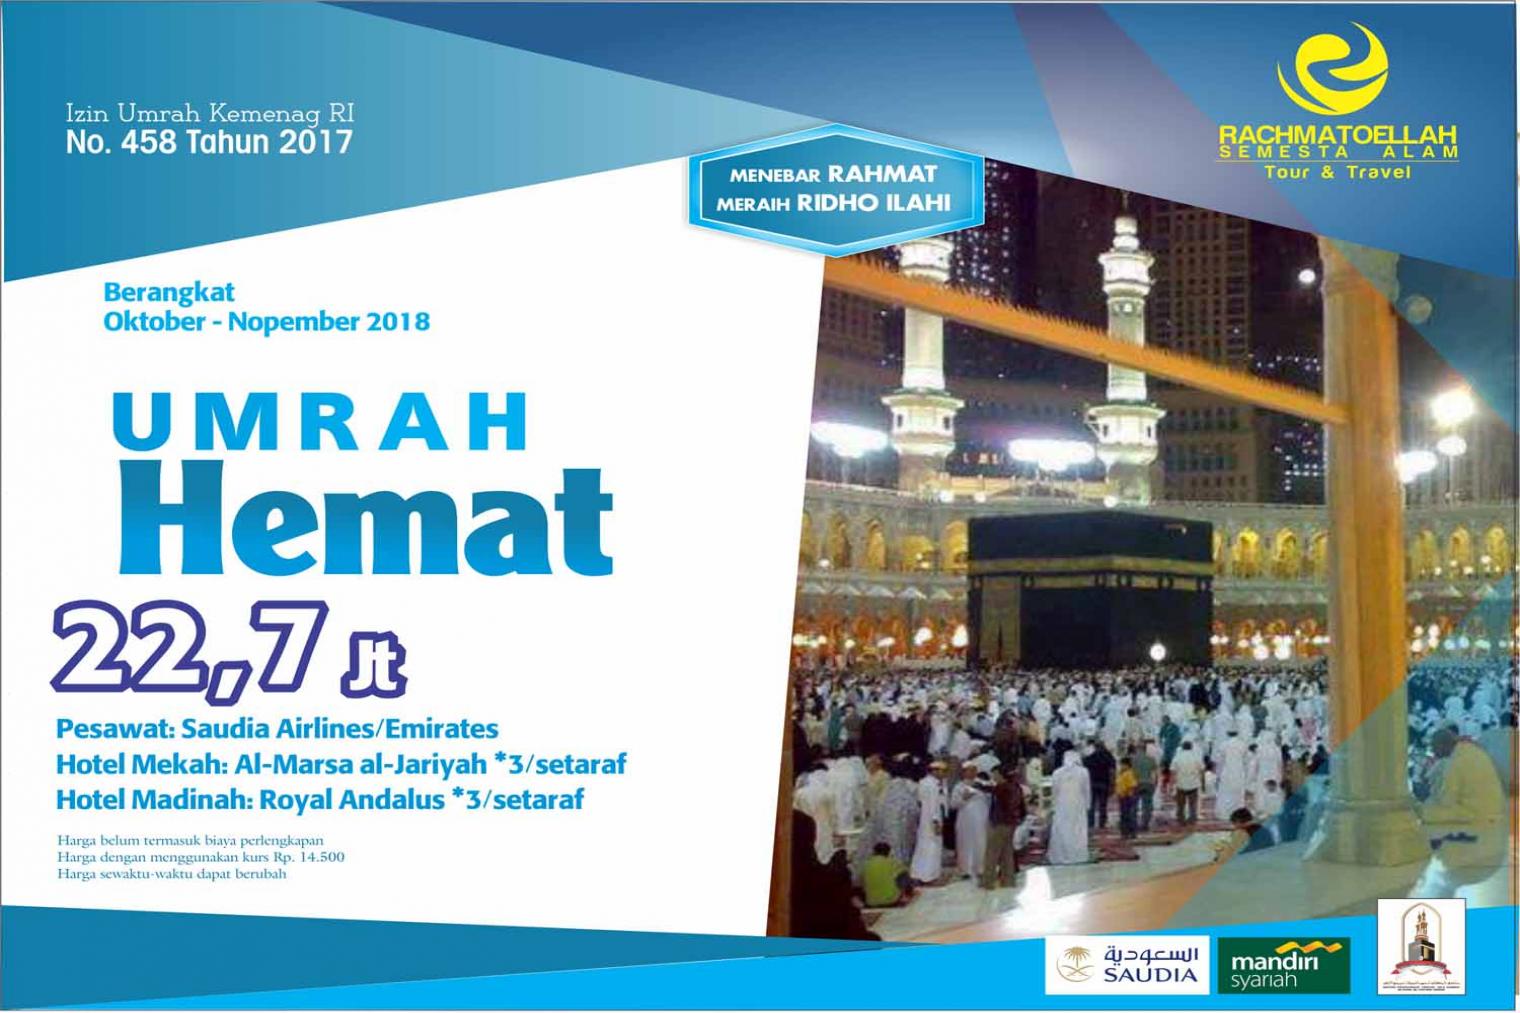 Izin Umrah Kemenag RI
No. 458 Tahun 2017
RACHMATOELLAH
SEMESTA ALAM
Tour & Travel
MENEBAR RAHMAT
MERAIH RIDHO ILAHI
Berangkat
Oktober - Nopember 2018
UMRAH
Hemat
22,7 Jt
Pesawat: Saudia Airlines/Emirates
Hotel Mekah: Al-Marsa al-Jariyah *3/setaraf
Hotel Madinah: Royal Andalus *3/setaraf
Harga belum termasuk biaya perlengkapan
Harga dengan menggunakan kurs Rp. 14.500
Harga sewaktu-waktu dapat berubah
السعودية
SAUDIA
mandiri
syariah